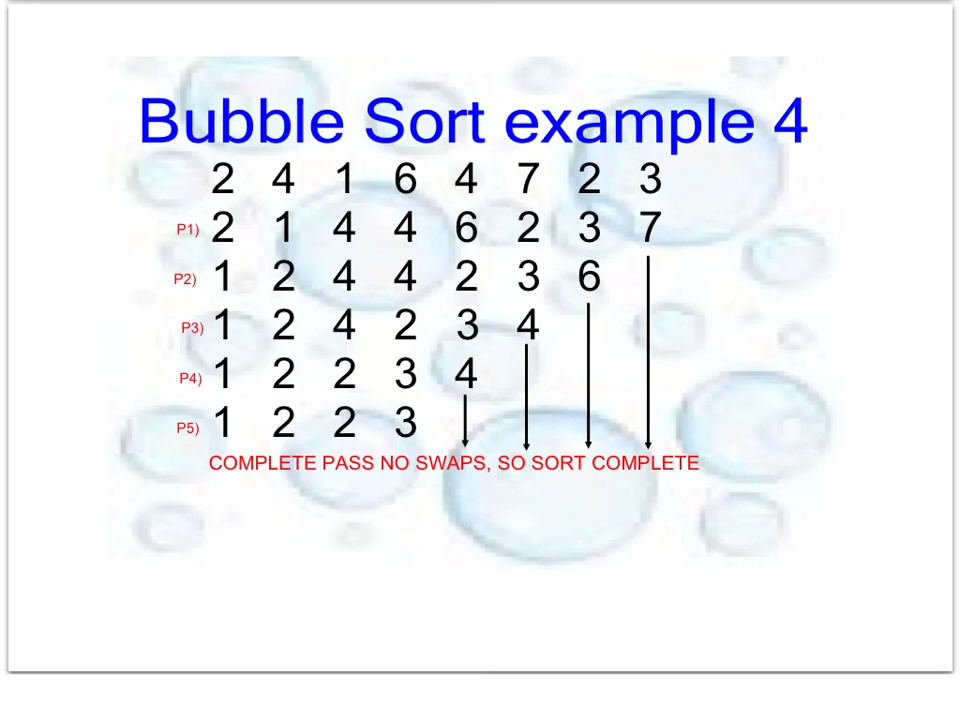 Bubble Sort example 4
2 4 1 6 4 7 2 3
P1) 2 1 4 4 6 2 3 7
P2) 1 2 4 4 2 3 6
P3) 1 2 4 2 3 4
P4) 1 2 2 3 4
P5) 1 2 2 3
COMPLETE PASS NO SWAPS, SO SORT COMPLETE